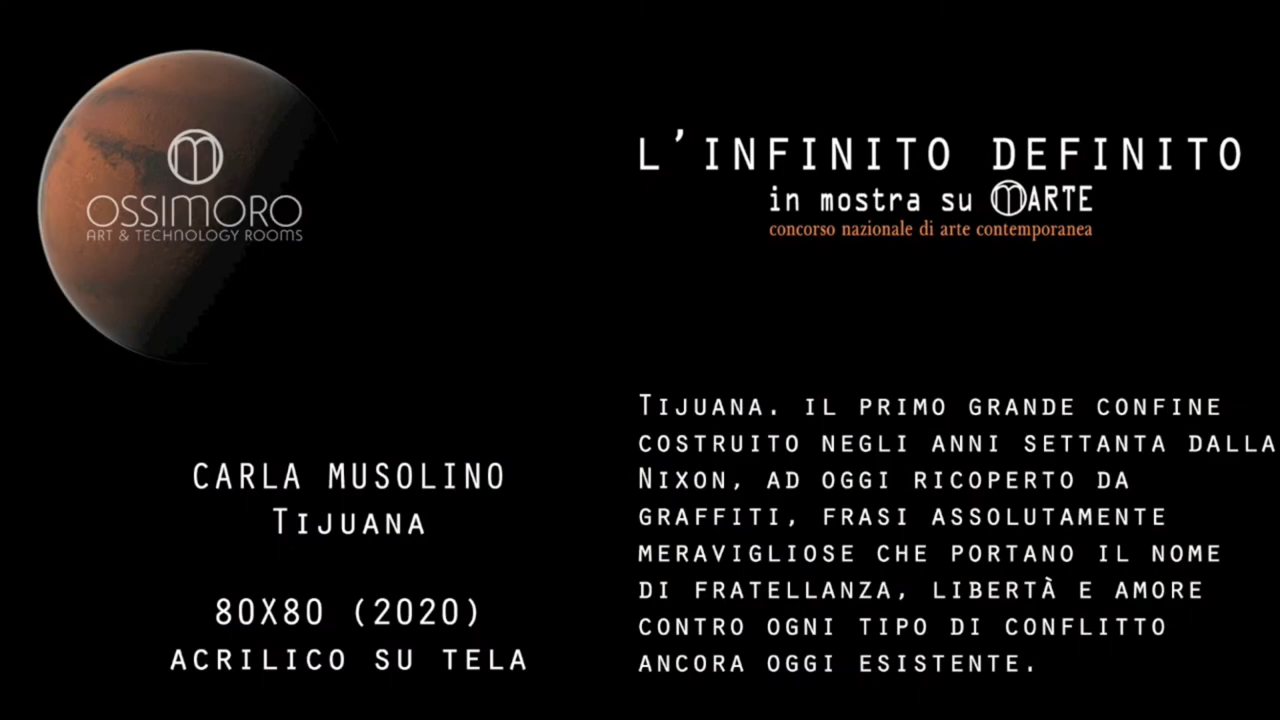 OSSIMORO
ART & TECHNOLOGY ROOMS
L'INFINITO DEFINITO
in mostra su MARTE
concorso nazionale di arte contemporanea
CARLA MUSOLINO
TIJUANA
80X80 (2020)
ACRILICO SU TELA
TIJUANA. IL PRIMO GRANDE CONFINE
COSTRUITO NEGLI ANNI SETTANTA DALLA
NIXON, AD OGGI RICOPERTO DA
GRAFFITI, FRASI ASSOLUTAMENTE
MERAVIGLIOSE CHE PORTANO IL NOME
DI FRATELLANZA, LIBERTÀ E AMORE
CONTRO OGNI TIPO DI CONFLITTO
ANCORA OGGI ESISTENTE.